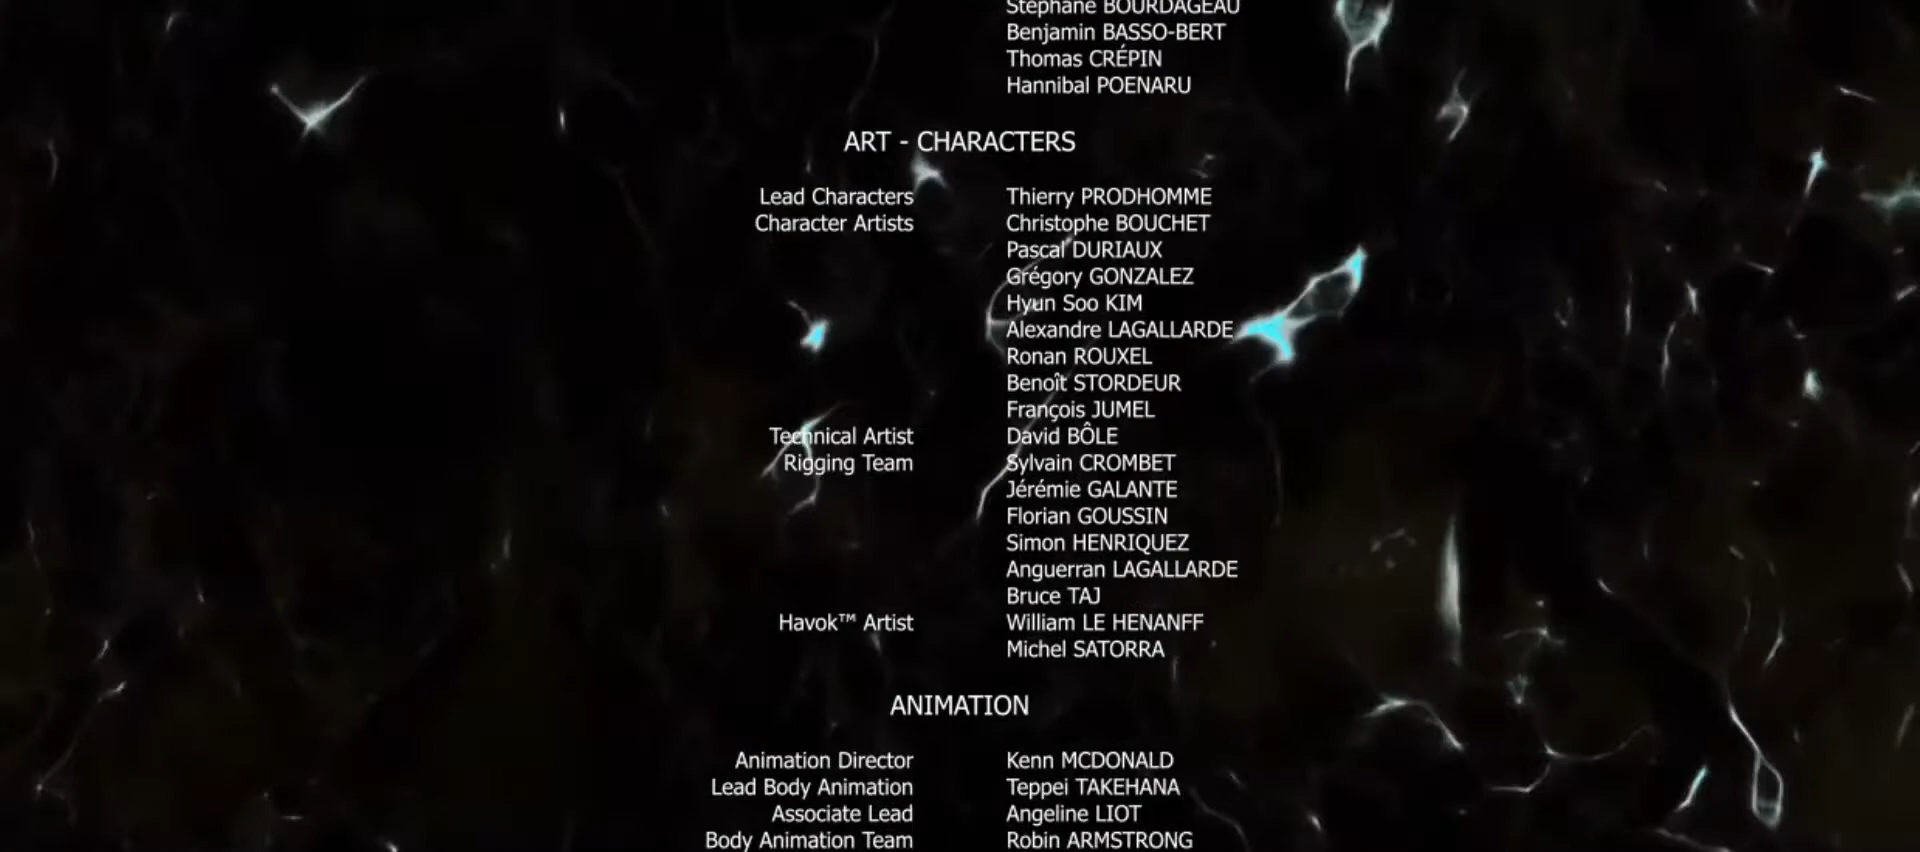 Stéphane BOURDAGEAU
Benjamin BASSO-BERT
Thomas CRÉPIN
Hannibal POENARU
ART - CHARACTERS
Lead Characters Thierry PRODHOMME
Character Artists Christophe BOUCHET
Pascal DURIAUX
Grégory GONZALEZ
Hyun Soo KIM
Alexandre LAGALLARDE
Ronan ROUXEL
Benoît STORDEUR
François JUMEL
Technical Artist David BÔLE
Rigging Team Sylvain CROMBET
Jérémie GALANTE
Florian GOUSSIN
Simon HENRIQUEZ
Anguerran LAGALLARDE
Bruce TAJ
Havok™ Artist William LE HENANFF
Michel SATORRA
ANIMATION
Animation Director Kenn MCDONALD
Lead Body Animation Teppei TAKEHANA
Associate Lead Angeline LIOT
Body Animation Team Robin ARMSTRONG